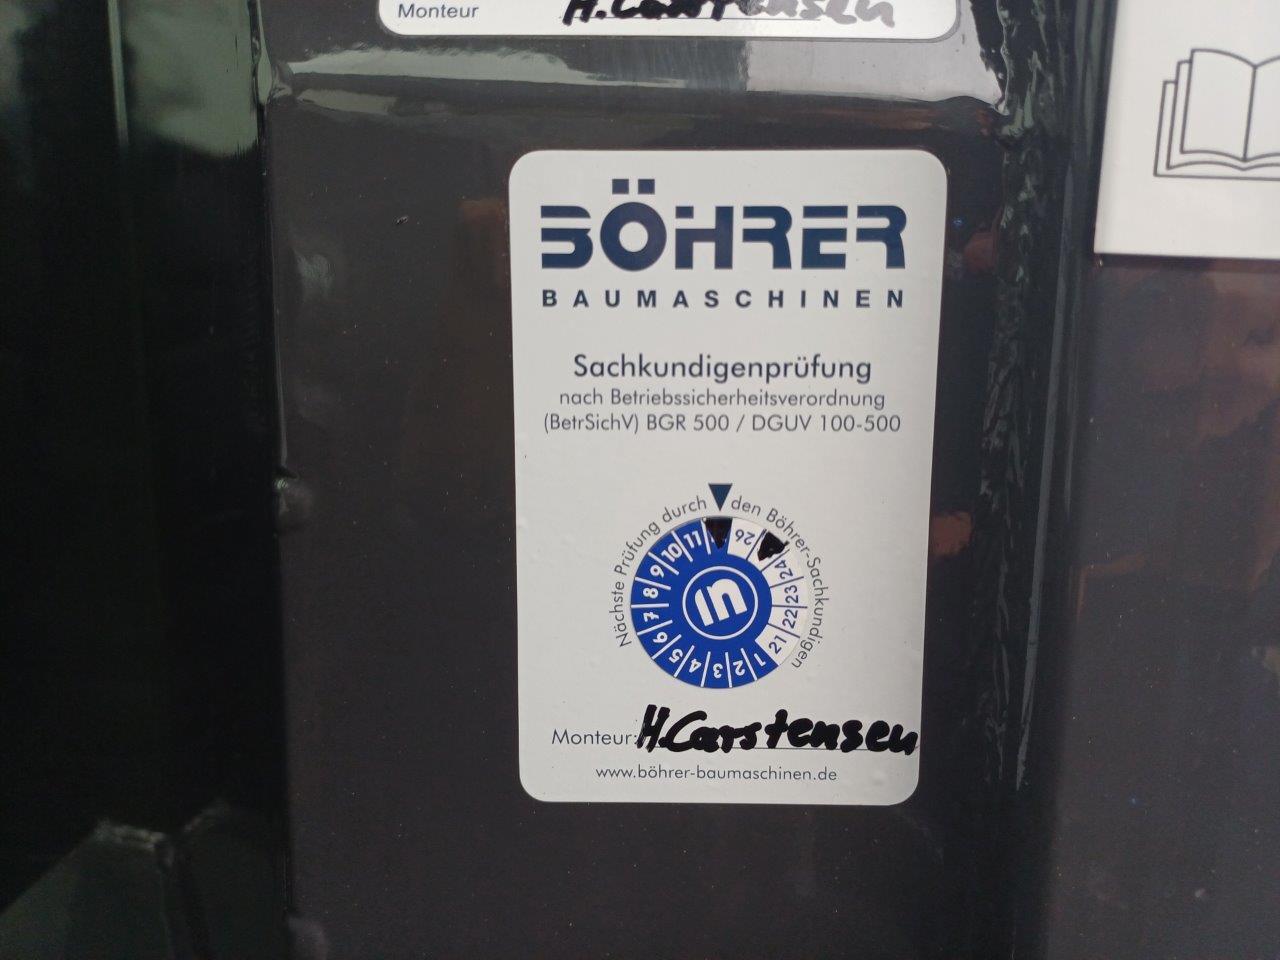 Monteur H. Carstensen
BÖHRER
BAUMASCHINEN
Sachkundigenprüfung
nach Betriebssicherheitsverordnung
(BetrSichV) BGR 500 / DGUV 100-500
Nächste Prüfung durch den Böhrer-Sachkundigen
1 2 3 4 5 6 7 8 9 10 11
26 24 23 22 21
Monteur: H. Carstensen
www.böhrer-baumaschinen.de